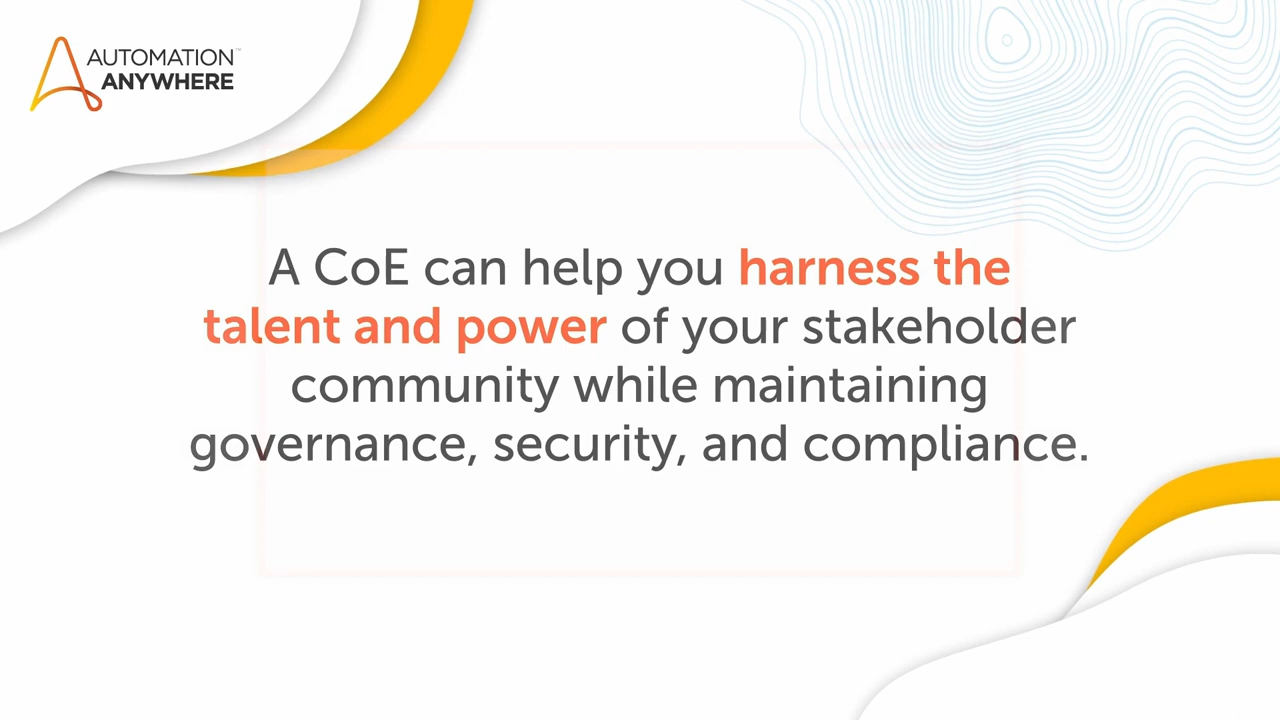 AUTOMATION™
ANYWHERE
A CoE can help you harness the
talent and power of your stakeholder
community while maintaining
governance, security, and compliance.